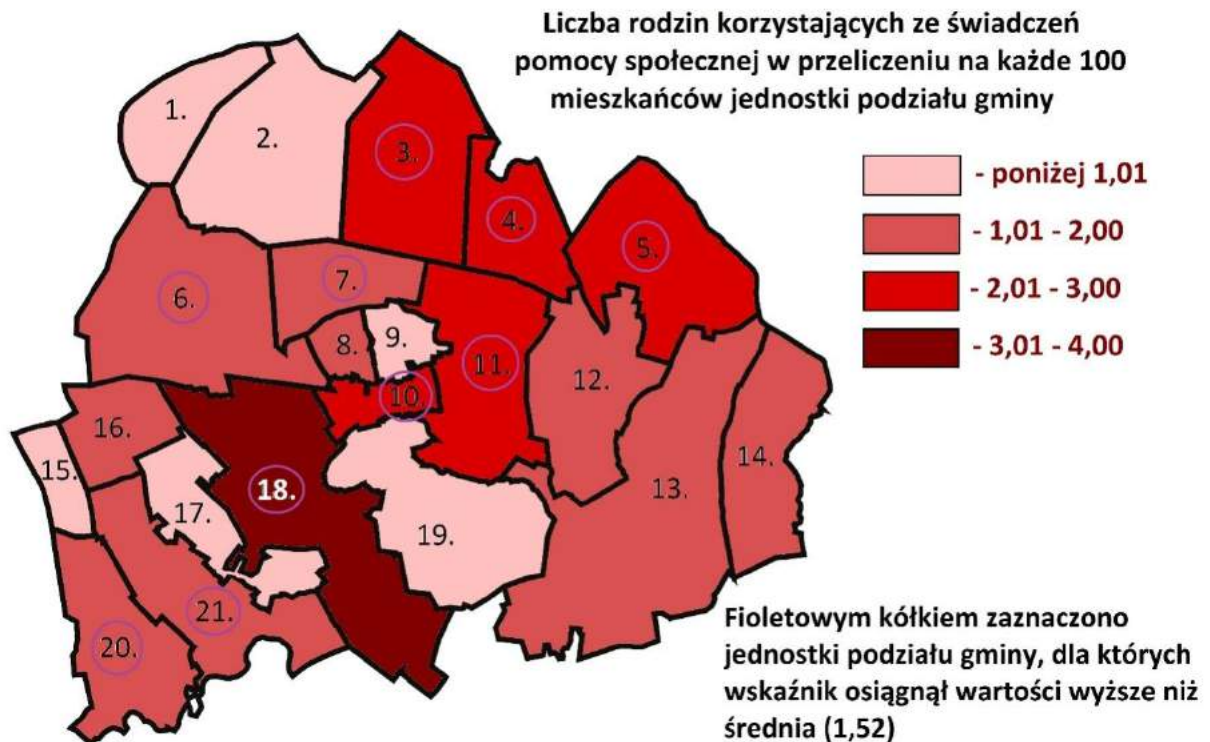 Liczba rodzin korzystających ze świadczeń
pomocy społecznej w przeliczeniu na każde 100
mieszkańców jednostki podziału gminy
- poniżej 1,01
- 1,01 - 2,00
- 2,01 - 3,00
- 3,01 - 4,00
1.
2.
3.
4.
5.
6.
7.
8.
9.
10.
11.
12.
13.
14.
15.
16.
17.
18.
19.
20.
21.
Fioletowym kółkiem zaznaczono
jednostki podziału gminy, dla których
wskaźnik osiągnął wartości wyższe niż
średnia (1,52)